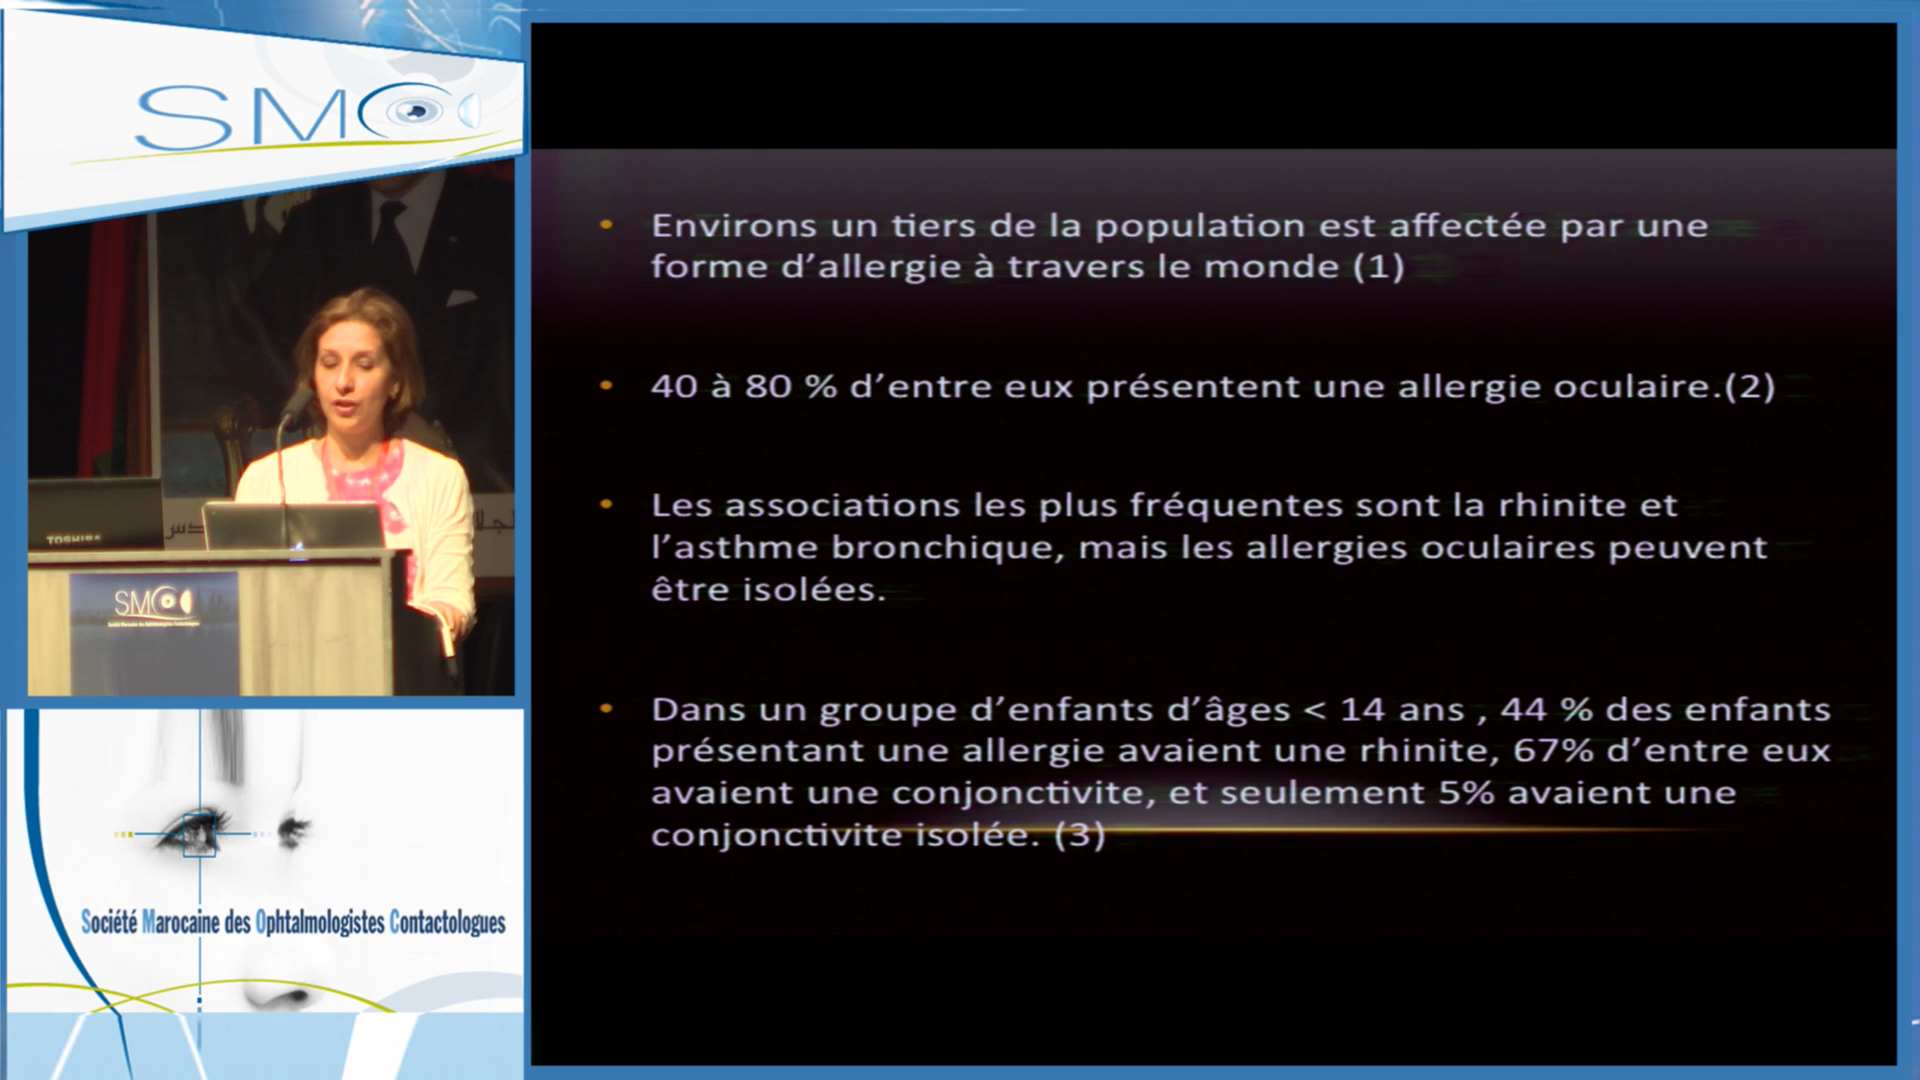 SMOC
Environs un tiers de la population est affectée par une
forme d’allergie à travers le monde (1)
40 à 80 % d’entre eux présentent une allergie oculaire.(2)
Les associations les plus fréquentes sont la rhinite et
l’asthme bronchique, mais les allergies oculaires peuvent
être isolées.
Dans un groupe d’enfants d’âges < 14 ans , 44 % des enfants
présentant une allergie avaient une rhinite, 67% d’entre eux
avaient une conjonctivite, et seulement 5% avaient une
conjonctivite isolée. (3)
TOSHIBA
SMOC
Société Marocaine des Ophtalmologistes Contactologues